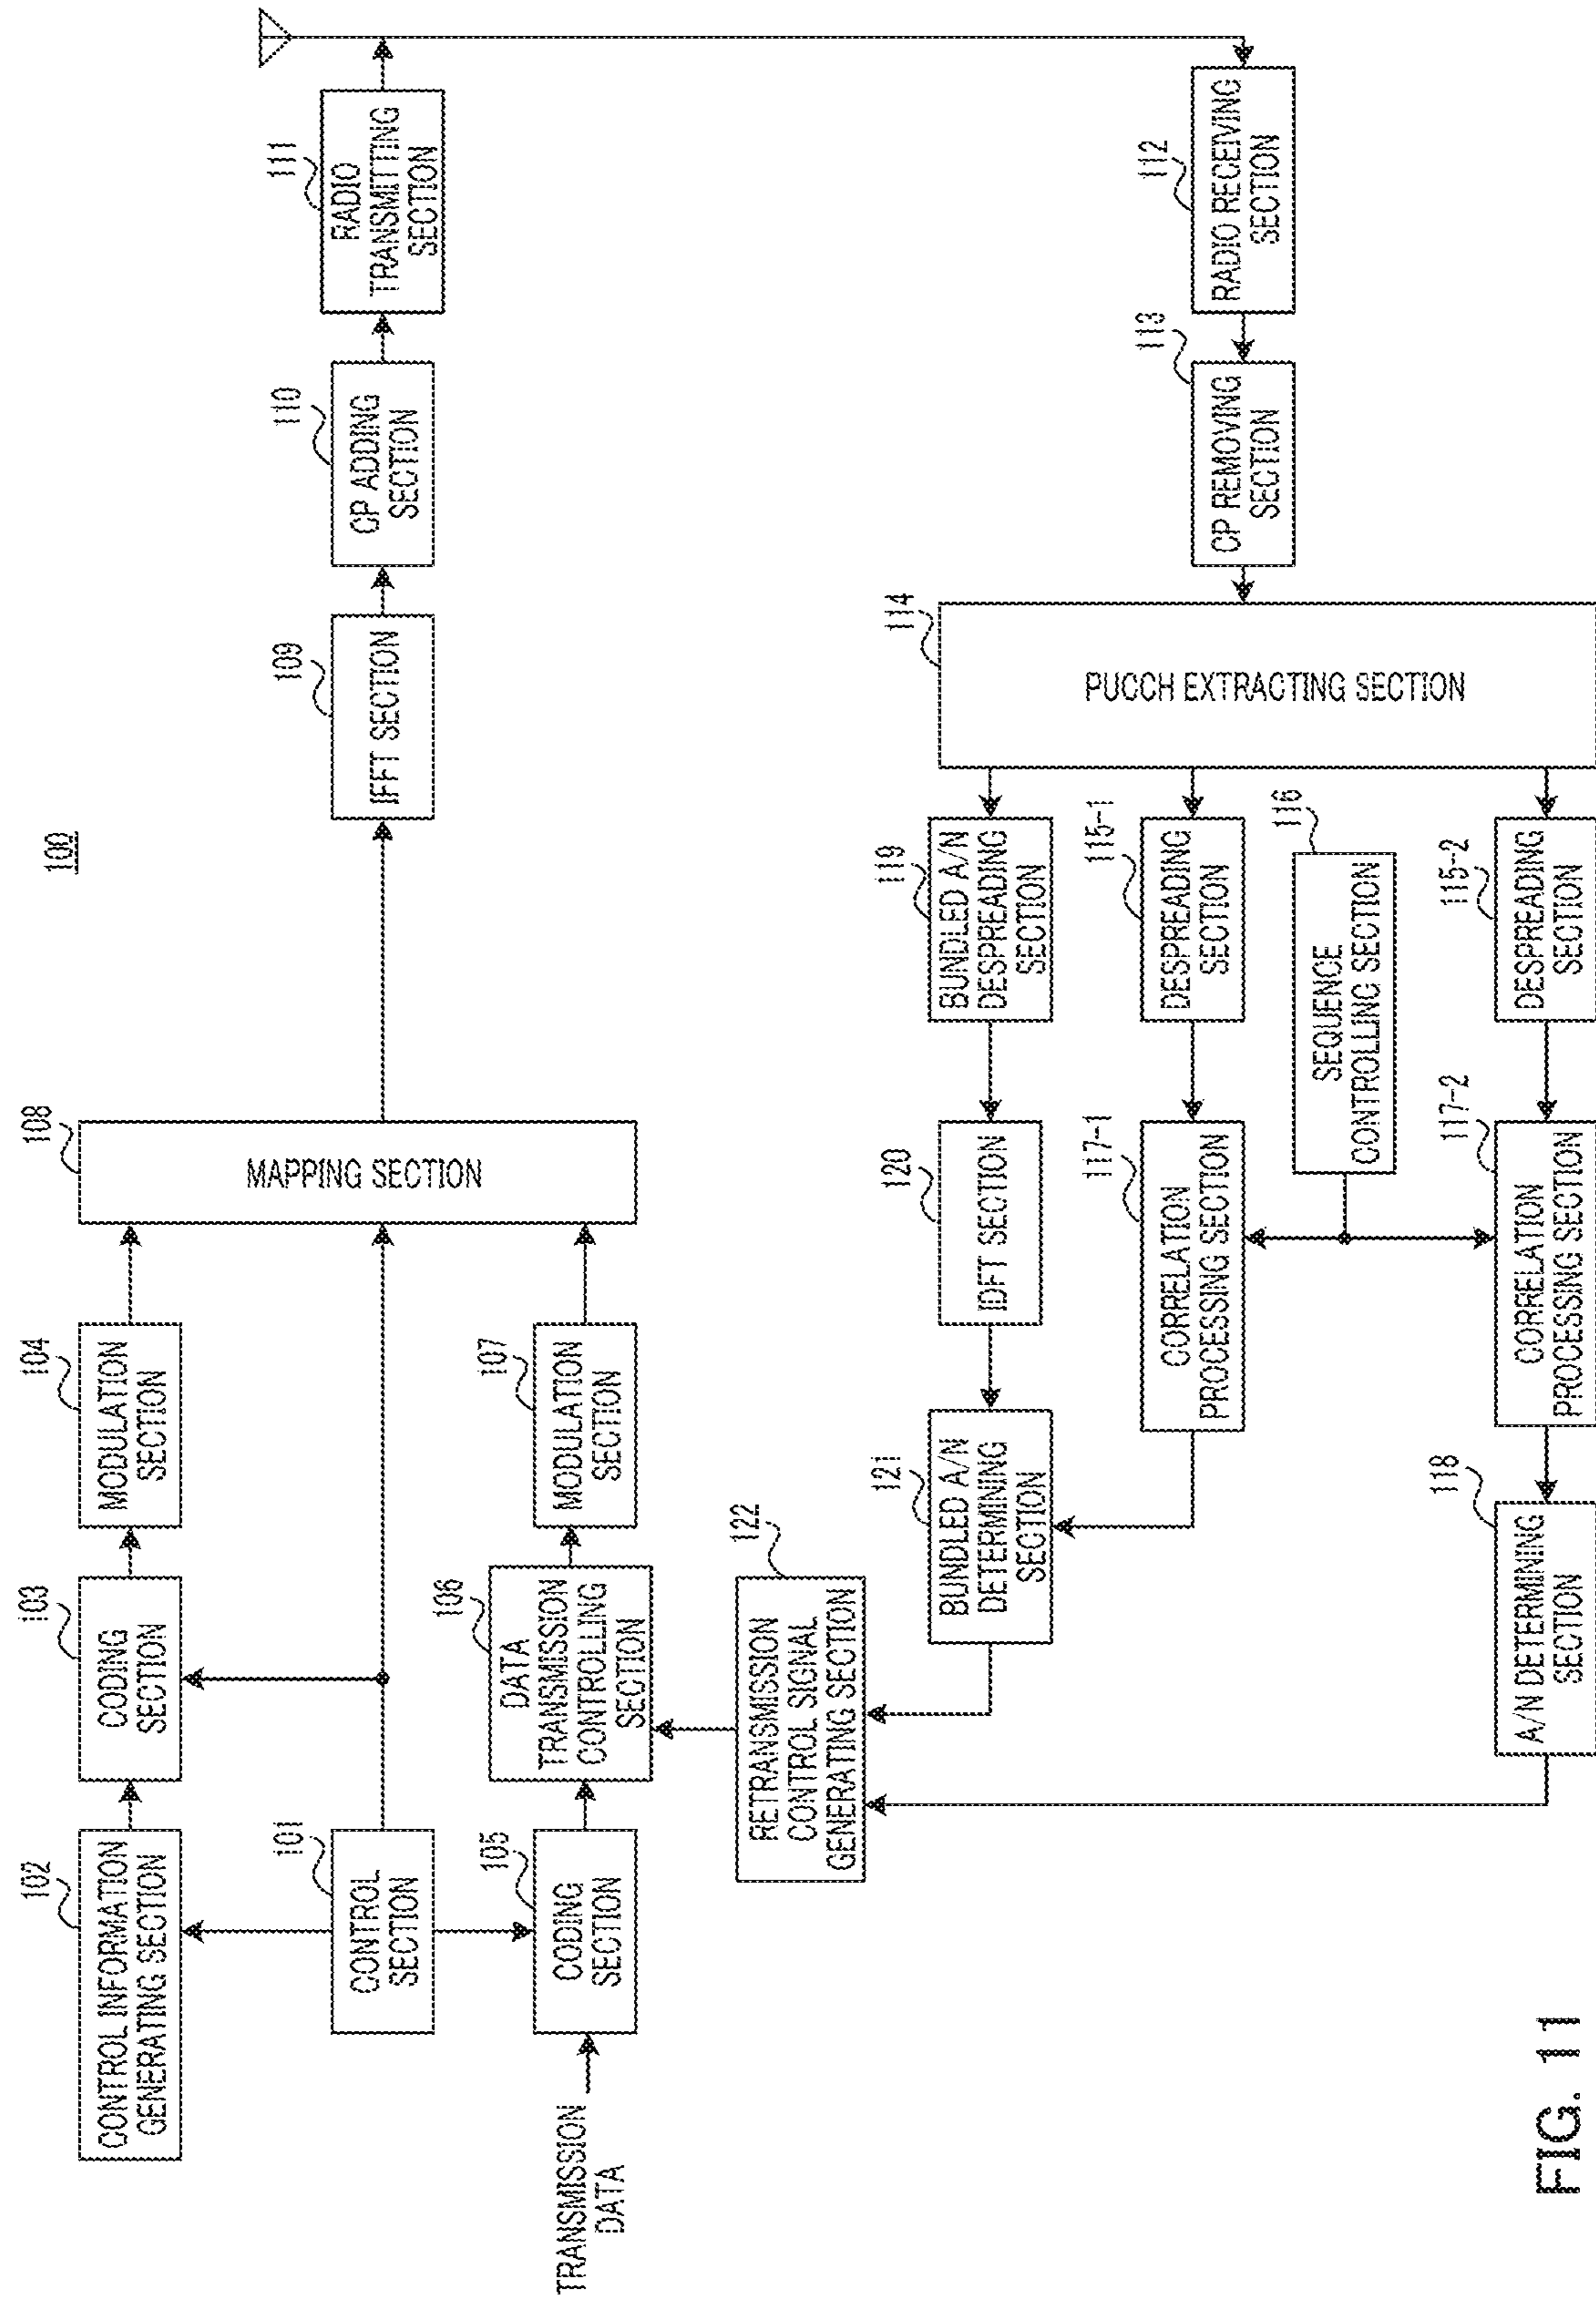 100
102
CONTROL INFORMATION
GENERATING SECTION
103
CODING
SECTION
104
MODULATION
SECTION
108
MAPPING SECTION
101
CONTROL
SECTION
109
IFFT SECTION
110
CP ADDING
SECTION
111
RADIO
TRANSMITTING
SECTION
TRANSMISSION
DATA
105
CODING
SECTION
106
DATA
TRANSMISSION
CONTROLLING
SECTION
107
MODULATION
SECTION
122
RETRANSMISSION
CONTROL SIGNAL
GENERATING SECTION
121
BUNDLED A/N
DETERMINING
SECTION
120
IDFT SECTION
119
BUNDLED A/N
DESPREADING
SECTION
114
PUCCH EXTRACTING SECTION
113
CP REMOVING
SECTION
112
RADIO RECEIVING
SECTION
117-1
CORRELATION
PROCESSING SECTION
115-1
DESPREADING
SECTION
116
SEQUENCE
CONTROLLING SECTION
118
A/N DETERMINING
SECTION
117-2
CORRELATION
PROCESSING SECTION
115-2
DESPREADING
SECTION
FIG. 11